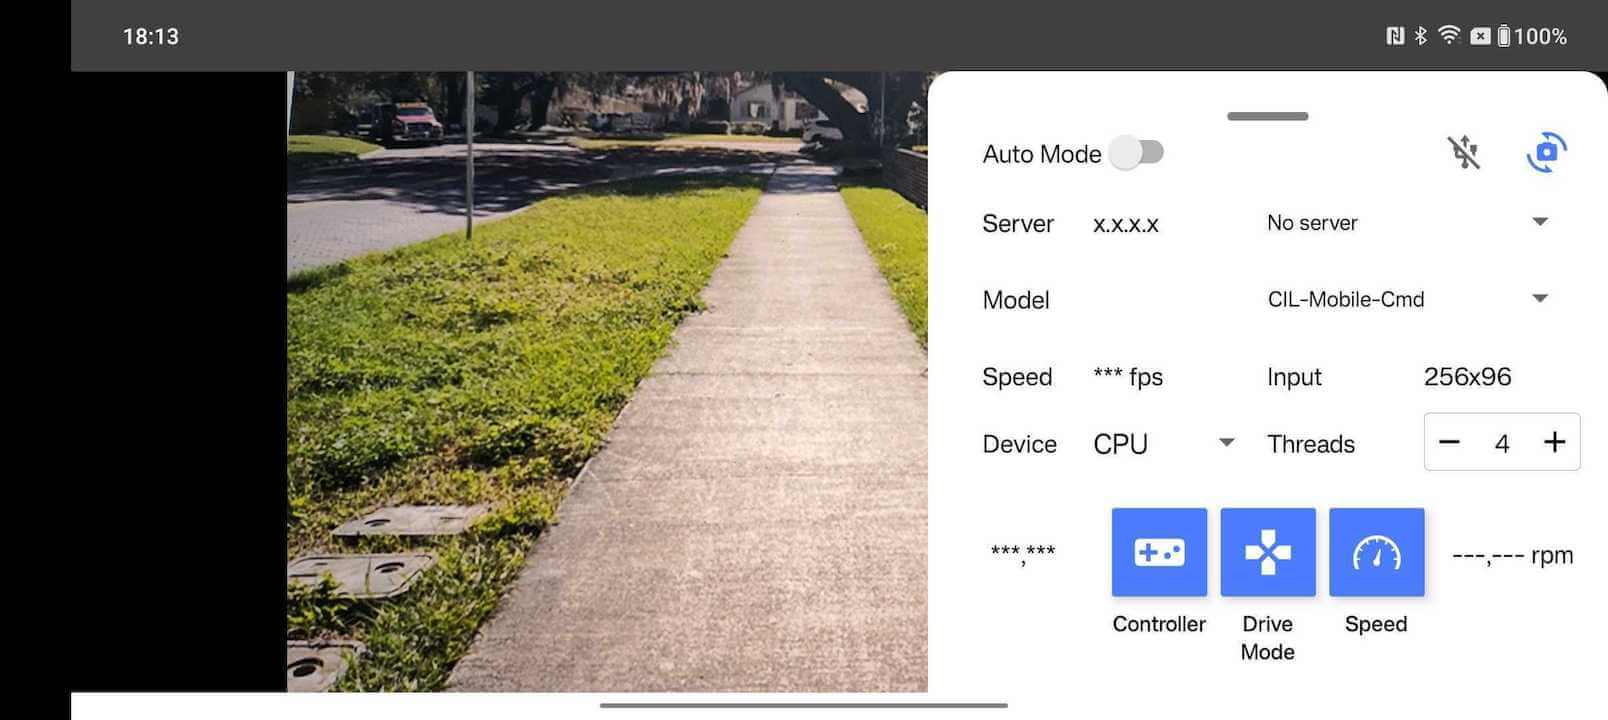 18:13
100%
Auto Mode
Server x.x.x.x No server
Model CIL-Mobile-Cmd
Speed *** fps Input 256x96
Device CPU Threads − 4 +
***,*** ---,--- rpm
Controller Drive Mode Speed